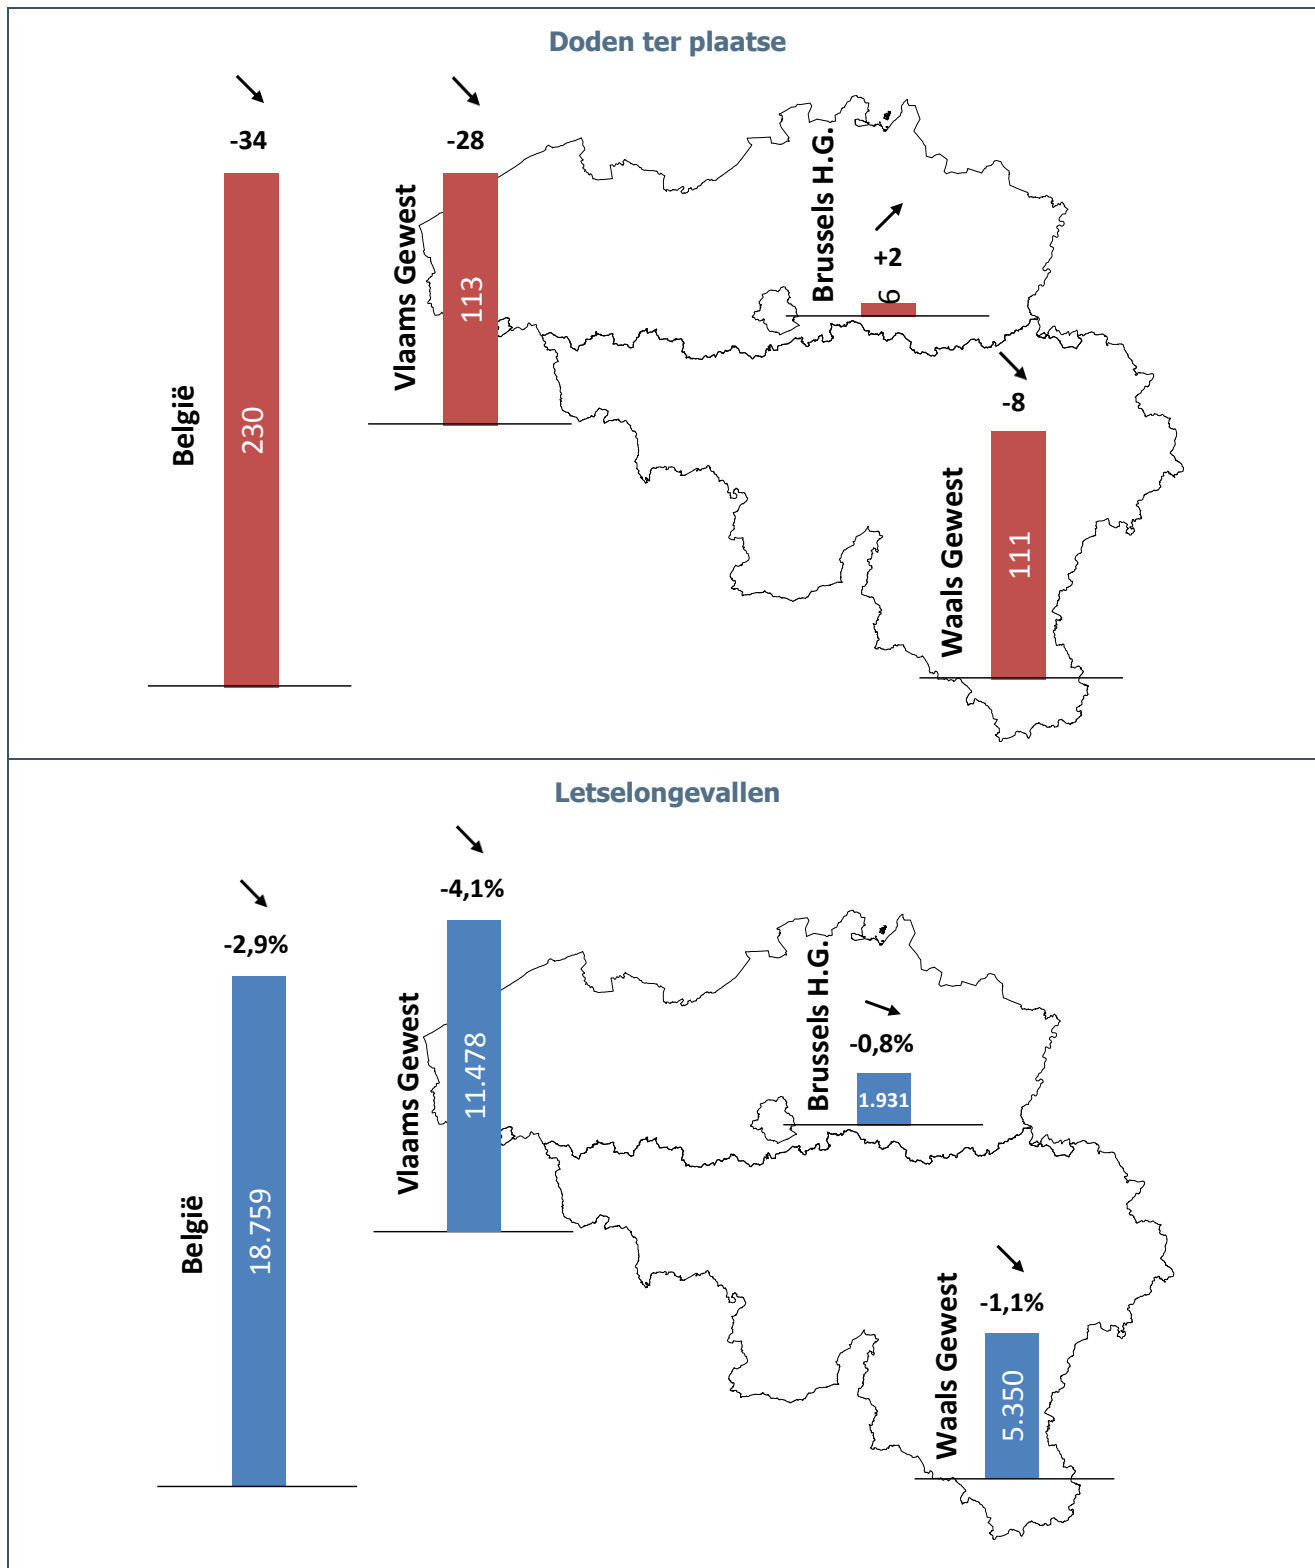 Doden ter plaatse
-34
België
230
-28
Vlaams Gewest
113
Brussels H.G.
+2
6
-8
Waals Gewest
111
Letselongevallen
-2,9%
België
18.759
-4,1%
Vlaams Gewest
11.478
Brussels H.G.
-0,8%
1.931
-1,1%
Waals Gewest
5.350